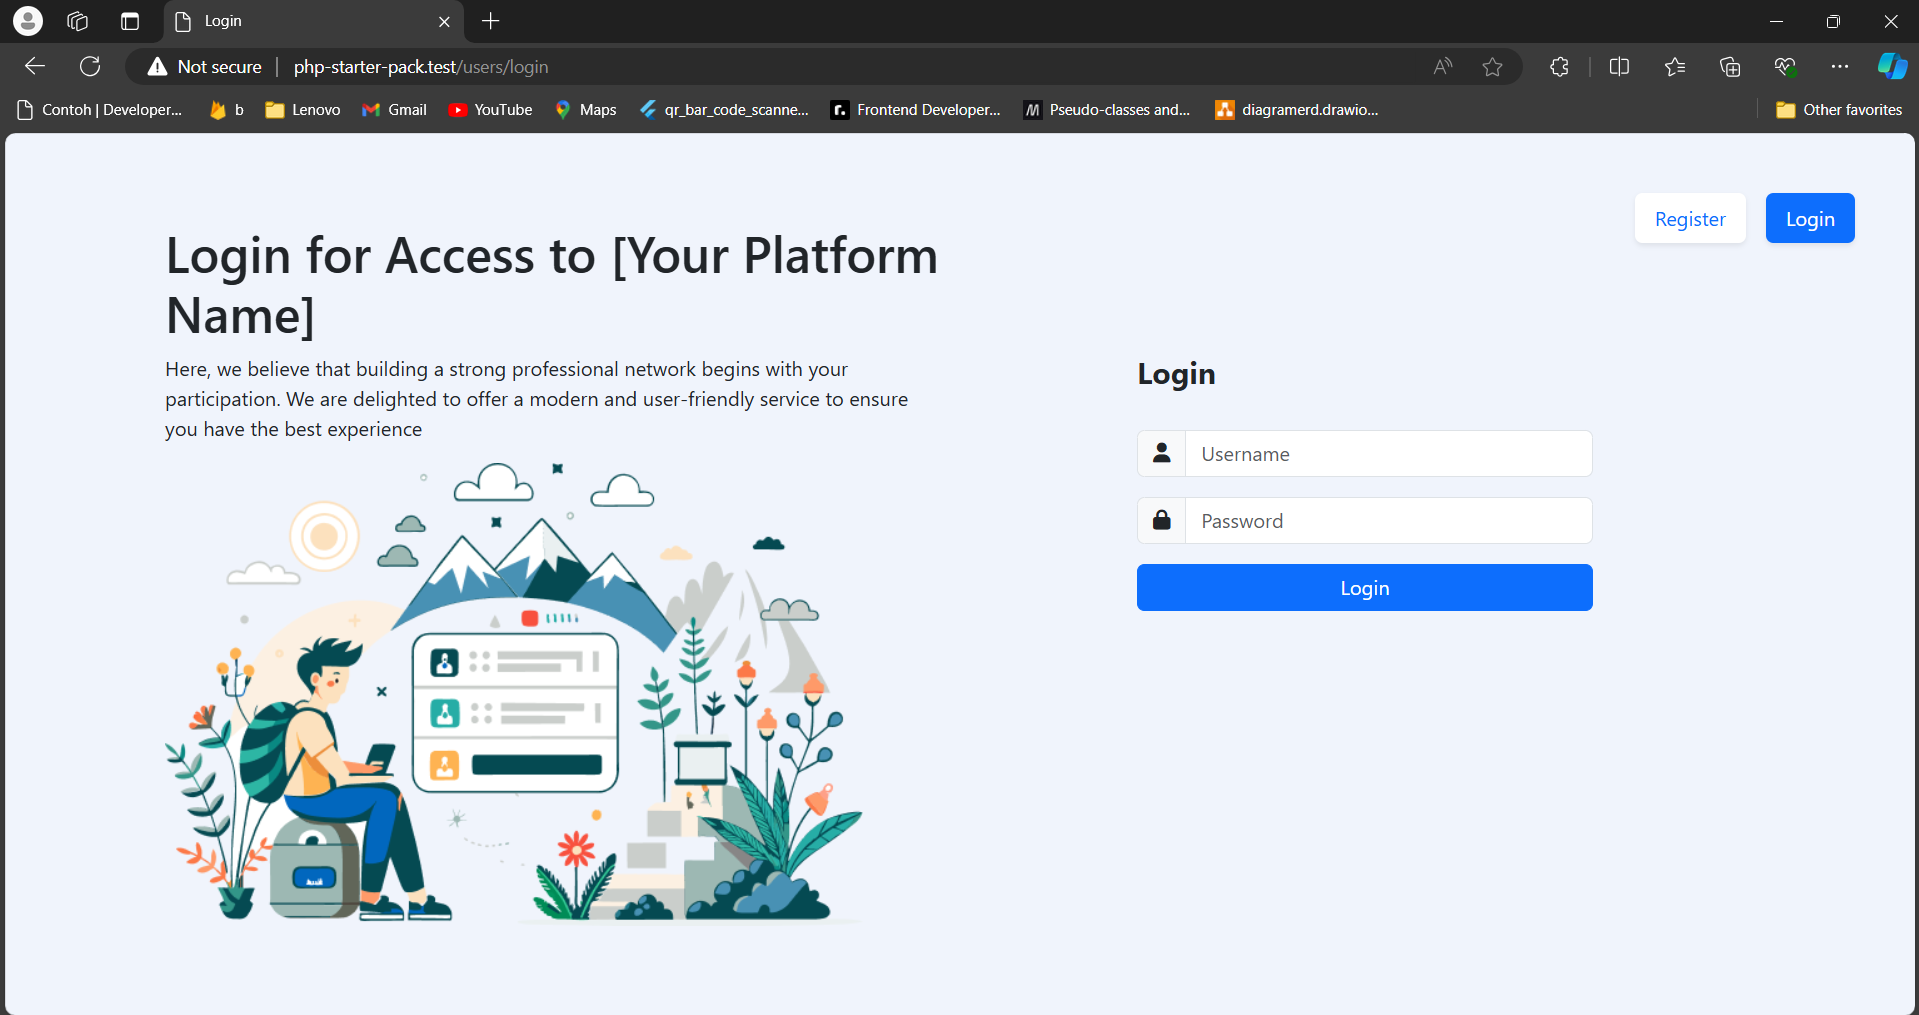 Login
Not secure
php-starter-pack.test/users/login
Contoh | Developer...
b
Lenovo
Gmail
YouTube
Maps
qr_bar_code_scanne...
Frontend Developer...
Pseudo-classes and...
diagramerd.drawio...
Other favorites
Register
Login
Login for Access to [Your Platform
Name]
Here, we believe that building a strong professional network begins with your
participation. We are delighted to offer a modern and user-friendly service to ensure
you have the best experience
Login
Username
Password
Login